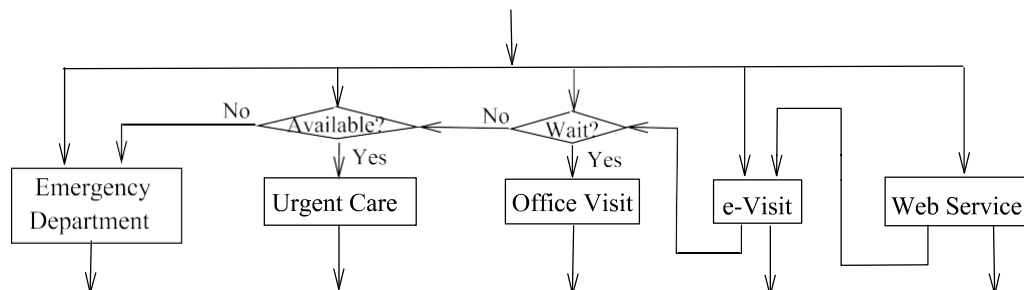 No
Available?
No
Wait?
Yes
Yes
Emergency
Department
Urgent Care
Office Visit
e-Visit
Web Service